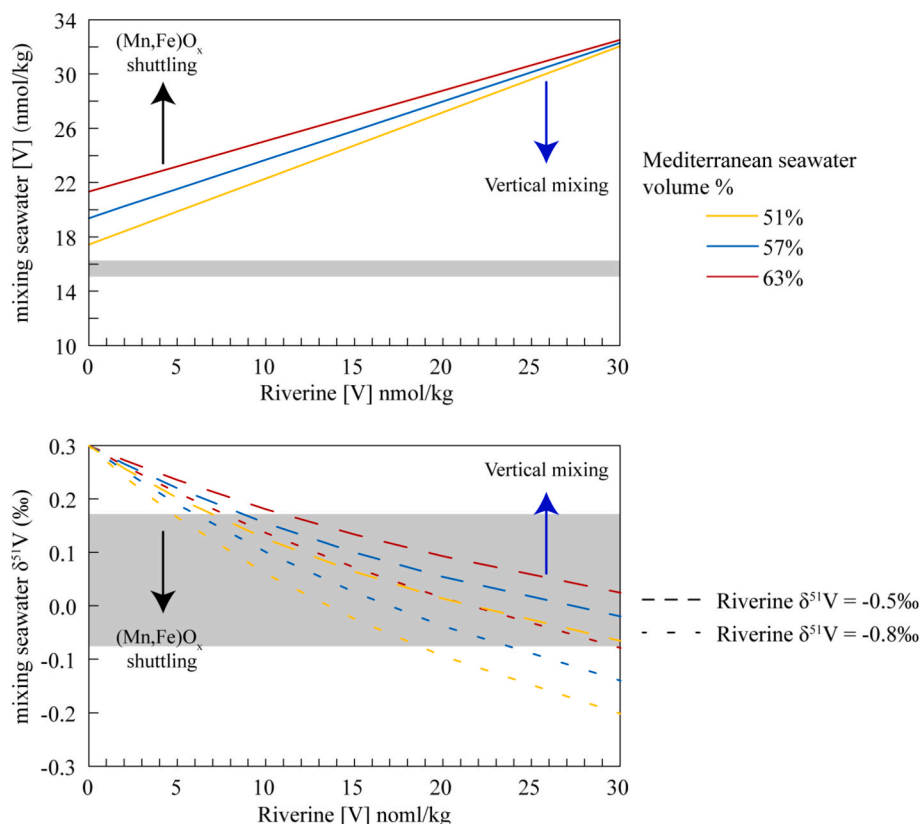 34
30
26
22
18
14
10
mixing seawater [V] (nmol/kg)
(Mn,Fe)Oₓ
shuttling
Vertical mixing
0 5 10 15 20 25 30
Riverine [V] nmol/kg
Mediterranean seawater
volume %
51%
57%
63%
0.3
0.2
0.1
0.0
-0.1
-0.2
-0.3
mixing seawater δ⁵¹V (‰)
Vertical mixing
(Mn,Fe)Oₓ
shuttling
0 5 10 15 20 25 30
Riverine [V] noml/kg
Riverine δ⁵¹V = -0.5‰
Riverine δ⁵¹V = -0.8‰